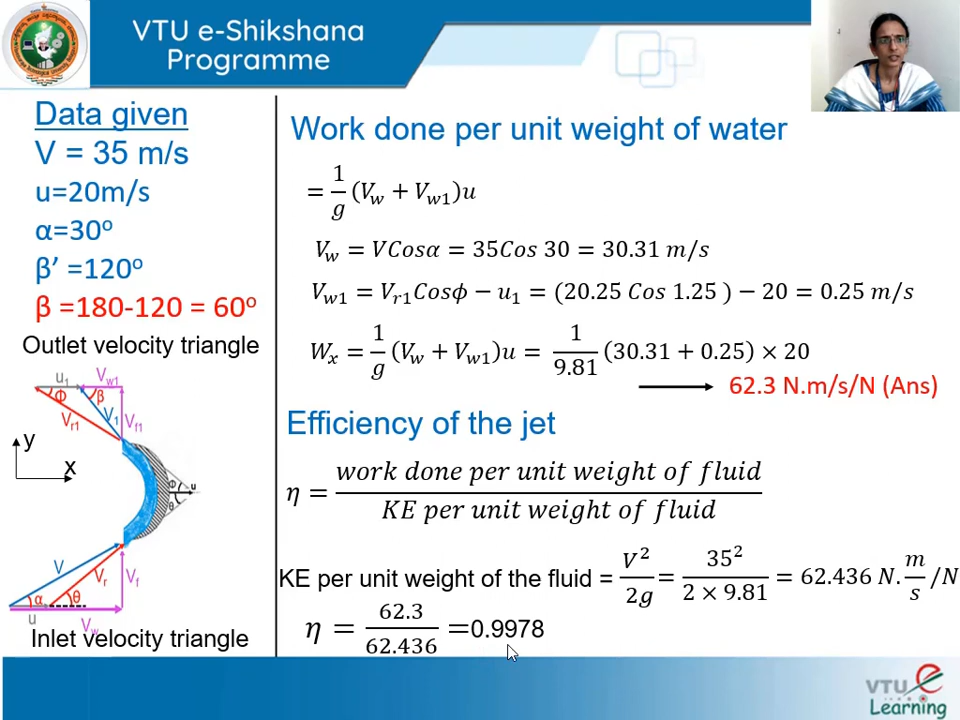 VTU e-Shikshana
Programme
Data given
V = 35 m/s
u=20m/s
α=30°
β’ =120°
β =180-120 = 60°
Outlet velocity triangle
u₁ V_w1
Φ β
V_r1 V₁ V_f1
y
x
Φ u
θ
V V_r V_f
α θ
u
V_w
Inlet velocity triangle
Work done per unit weight of water
= 1/g (V_w + V_w1)u
V_w = VCosα = 35Cos 30 = 30.31 m/s
V_w1 = V_r1Cosϕ − u₁ = (20.25 Cos 1.25 ) − 20 = 0.25 m/s
W_x = 1/g (V_w + V_w1)u = 1/9.81 (30.31 + 0.25) × 20
62.3 N.m/s/N (Ans)
Efficiency of the jet
η = work done per unit weight of fluid / KE per unit weight of fluid
KE per unit weight of the fluid = V²/2g = 35²/(2 × 9.81) = 62.436 N.m/s/N
η = 62.3/62.436 =0.9978
VTU e
Learning